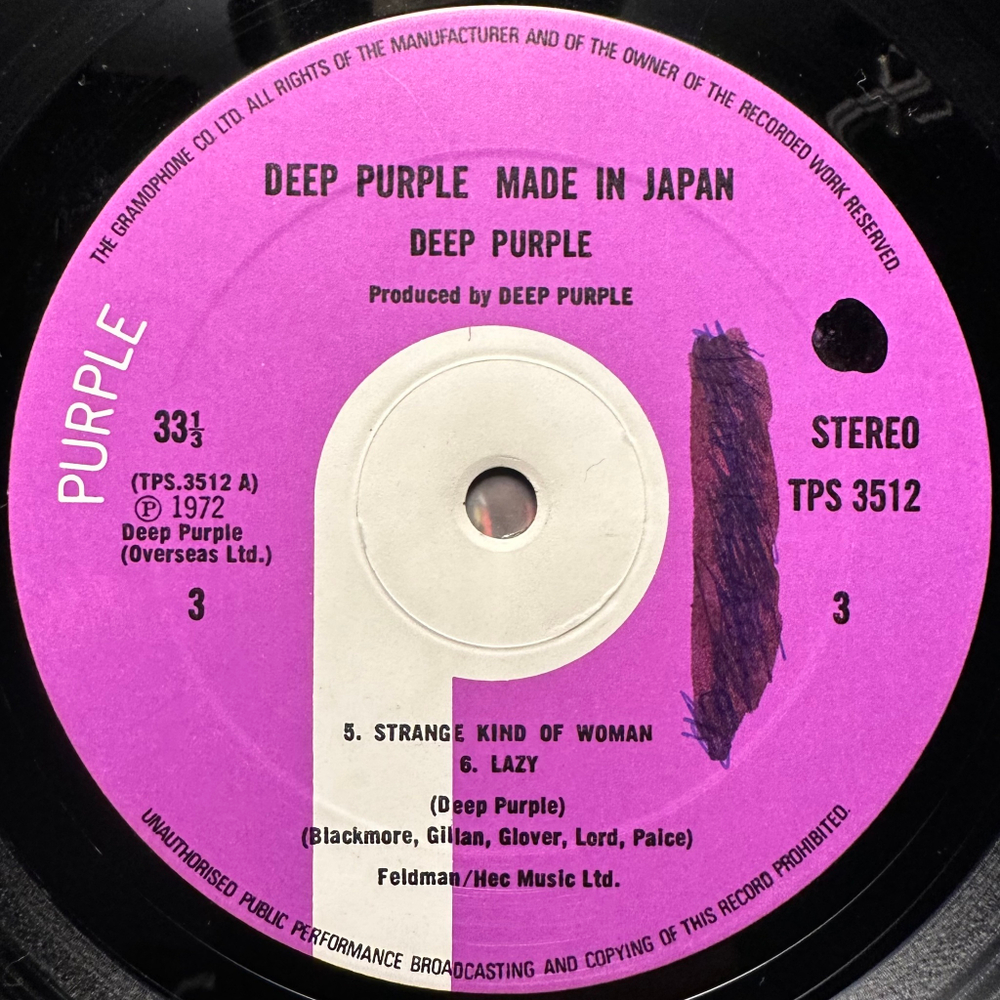 THE GRAMOPHONE CO. LTD. ALL RIGHTS OF THE MANUFACTURER AND OF THE OWNER OF THE RECORDED WORK RESERVED.
DEEP PURPLE MADE IN JAPAN
DEEP PURPLE
Produced by DEEP PURPLE
PURPLE
33⅓
(TPS.3512 A)
Ⓟ 1972
Deep Purple
(Overseas Ltd.)
3
STEREO
TPS 3512
3
5. STRANGE KIND OF WOMAN
6. LAZY
(Deep Purple)
(Blackmore, Gillan, Glover, Lord, Paice)
Feldman/Hec Music Ltd.
UNAUTHORISED PUBLIC PERFORMANCE BROADCASTING AND COPYING OF THIS RECORD PROHIBITED.